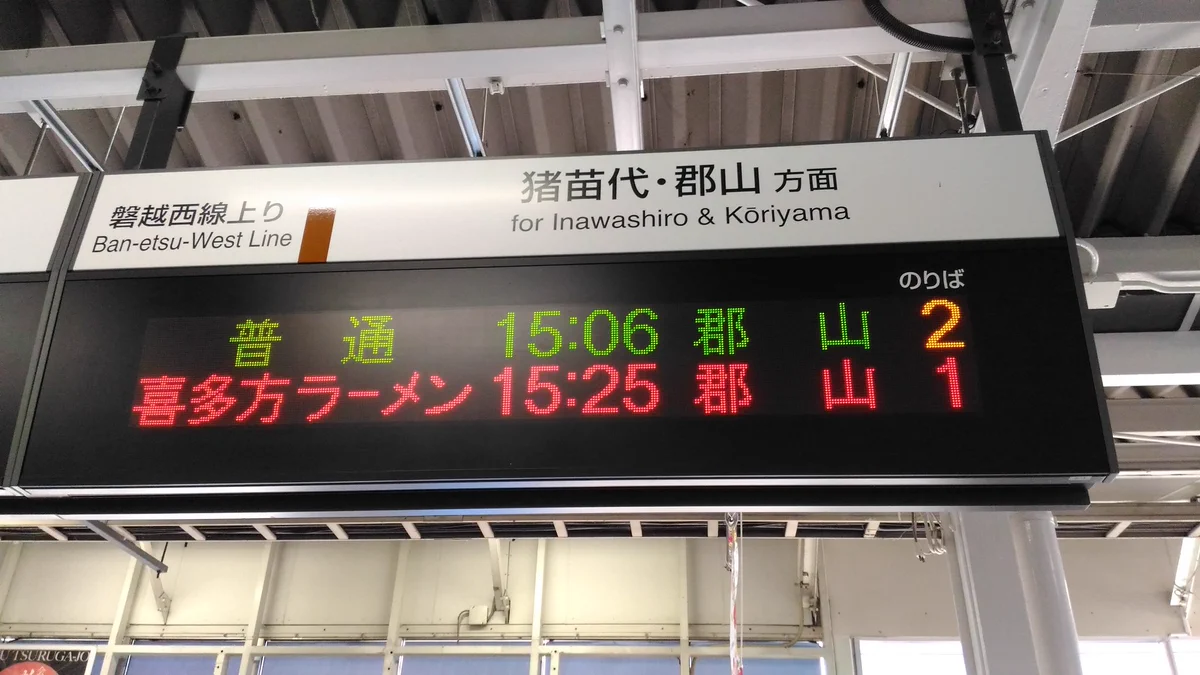 磐越西線上り
Ban-etsu-West Line
猪苗代・郡山 方面
for Inawashiro & Kōriyama
のりば
普 通 15:06 郡 山 2
喜多方ラーメン 15:25 郡 山 1
TSURUGAJO